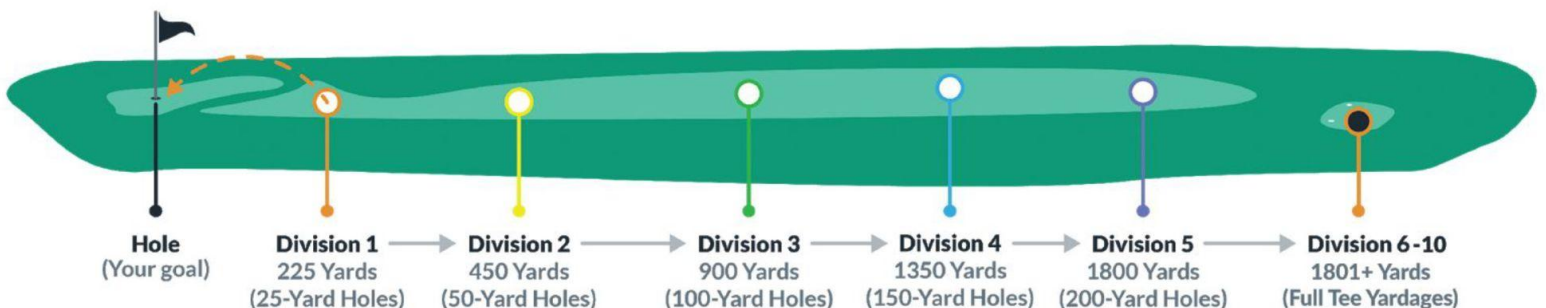 Hole
(Your goal)
Division 1
225 Yards
(25-Yard Holes)
Division 2
450 Yards
(50-Yard Holes)
Division 3
900 Yards
(100-Yard Holes)
Division 4
1350 Yards
(150-Yard Holes)
Division 5
1800 Yards
(200-Yard Holes)
Division 6-10
1801+ Yards
(Full Tee Yardages)